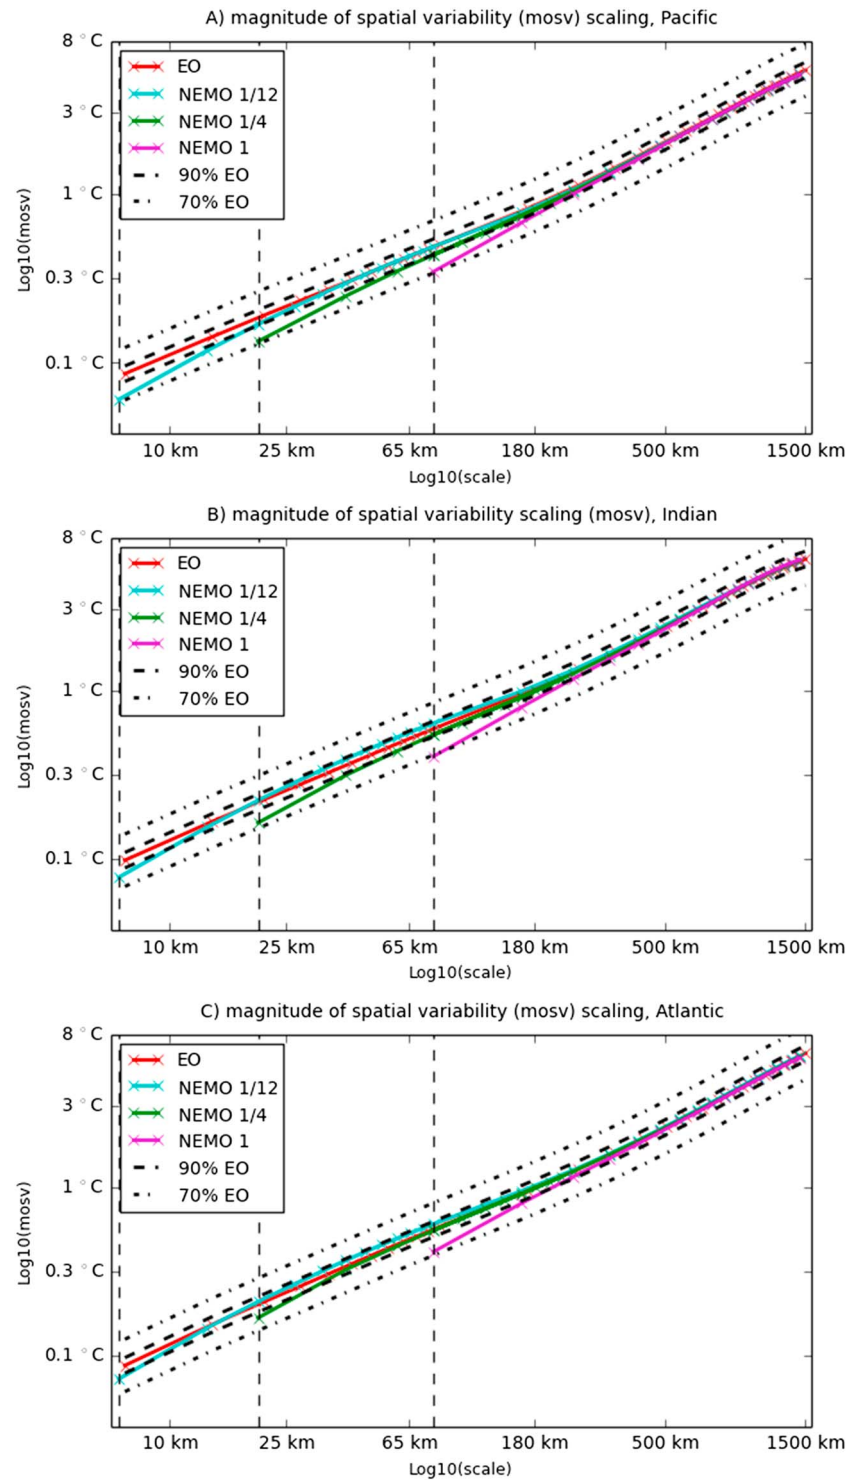 A) magnitude of spatial variability (mosv) scaling, Pacific
8 °C
3 °C
1 °C
0.3 °C
0.1 °C
Log10(mosv)
EO
NEMO 1/12
NEMO 1/4
NEMO 1
90% EO
70% EO
10 km 25 km 65 km 180 km 500 km 1500 km
Log10(scale)
B) magnitude of spatial variability scaling (mosv), Indian
8 °C
3 °C
1 °C
0.3 °C
0.1 °C
Log10(mosv)
EO
NEMO 1/12
NEMO 1/4
NEMO 1
90% EO
70% EO
10 km 25 km 65 km 180 km 500 km 1500 km
Log10(scale)
C) magnitude of spatial variability (mosv) scaling, Atlantic
8 °C
3 °C
1 °C
0.3 °C
0.1 °C
Log10(mosv)
EO
NEMO 1/12
NEMO 1/4
NEMO 1
90% EO
70% EO
10 km 25 km 65 km 180 km 500 km 1500 km
Log10(scale)